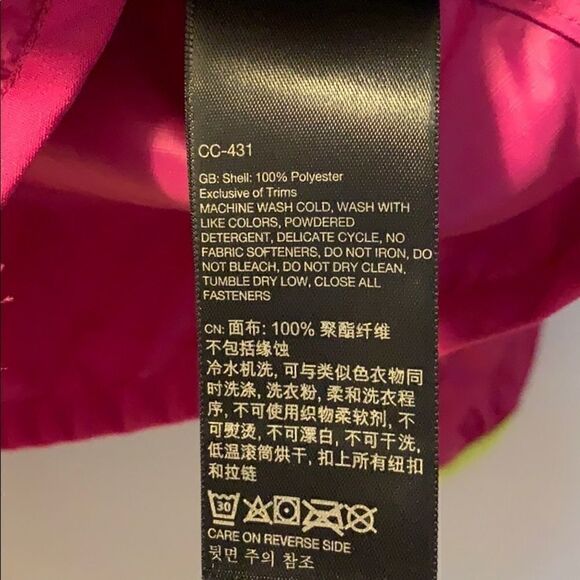 CC-431
GB: Shell: 100% Polyester
Exclusive of Trims
MACHINE WASH COLD, WASH WITH
LIKE COLORS, POWDERED
DETERGENT, DELICATE CYCLE, NO
FABRIC SOFTENERS, DO NOT IRON, DO
NOT BLEACH, DO NOT DRY CLEAN,
TUMBLE DRY LOW, CLOSE ALL
FASTENERS
CN: 面布: 100% 聚酯纤维
不包括缘蚀
冷水机洗, 可与类似色衣物同
时洗涤, 洗衣粉, 柔和洗衣程
序, 不可使用织物柔软剂, 不
可熨烫, 不可漂白, 不可干洗,
低温滚筒烘干, 扣上所有纽扣
和拉链
30
CARE ON REVERSE SIDE
뒷면 주의 참조